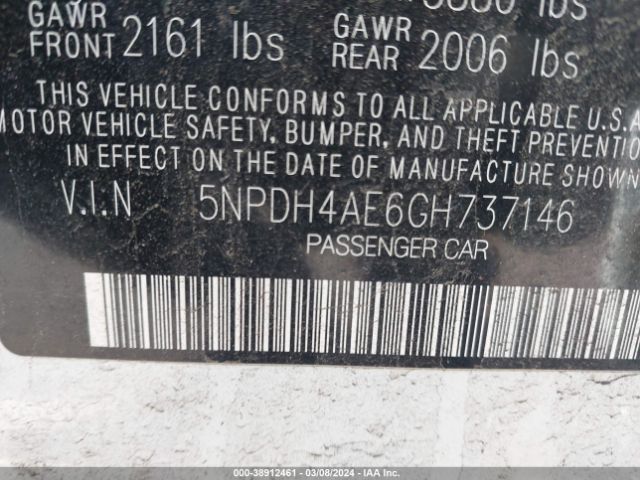 GAWR
FRONT 2161 lbs
GAWR
REAR 2006 lbs
lbs
THIS VEHICLE CONFORMS TO ALL APPLICABLE U.S.A
MOTOR VEHICLE SAFETY, BUMPER, AND THEFT PREVENTIO
IN EFFECT ON THE DATE OF MANUFACTURE SHOWN
V.I.N 5NPDH4AE6GH737146
PASSENGER CAR
000-38912461 - 03/08/2024 - IAA Inc.